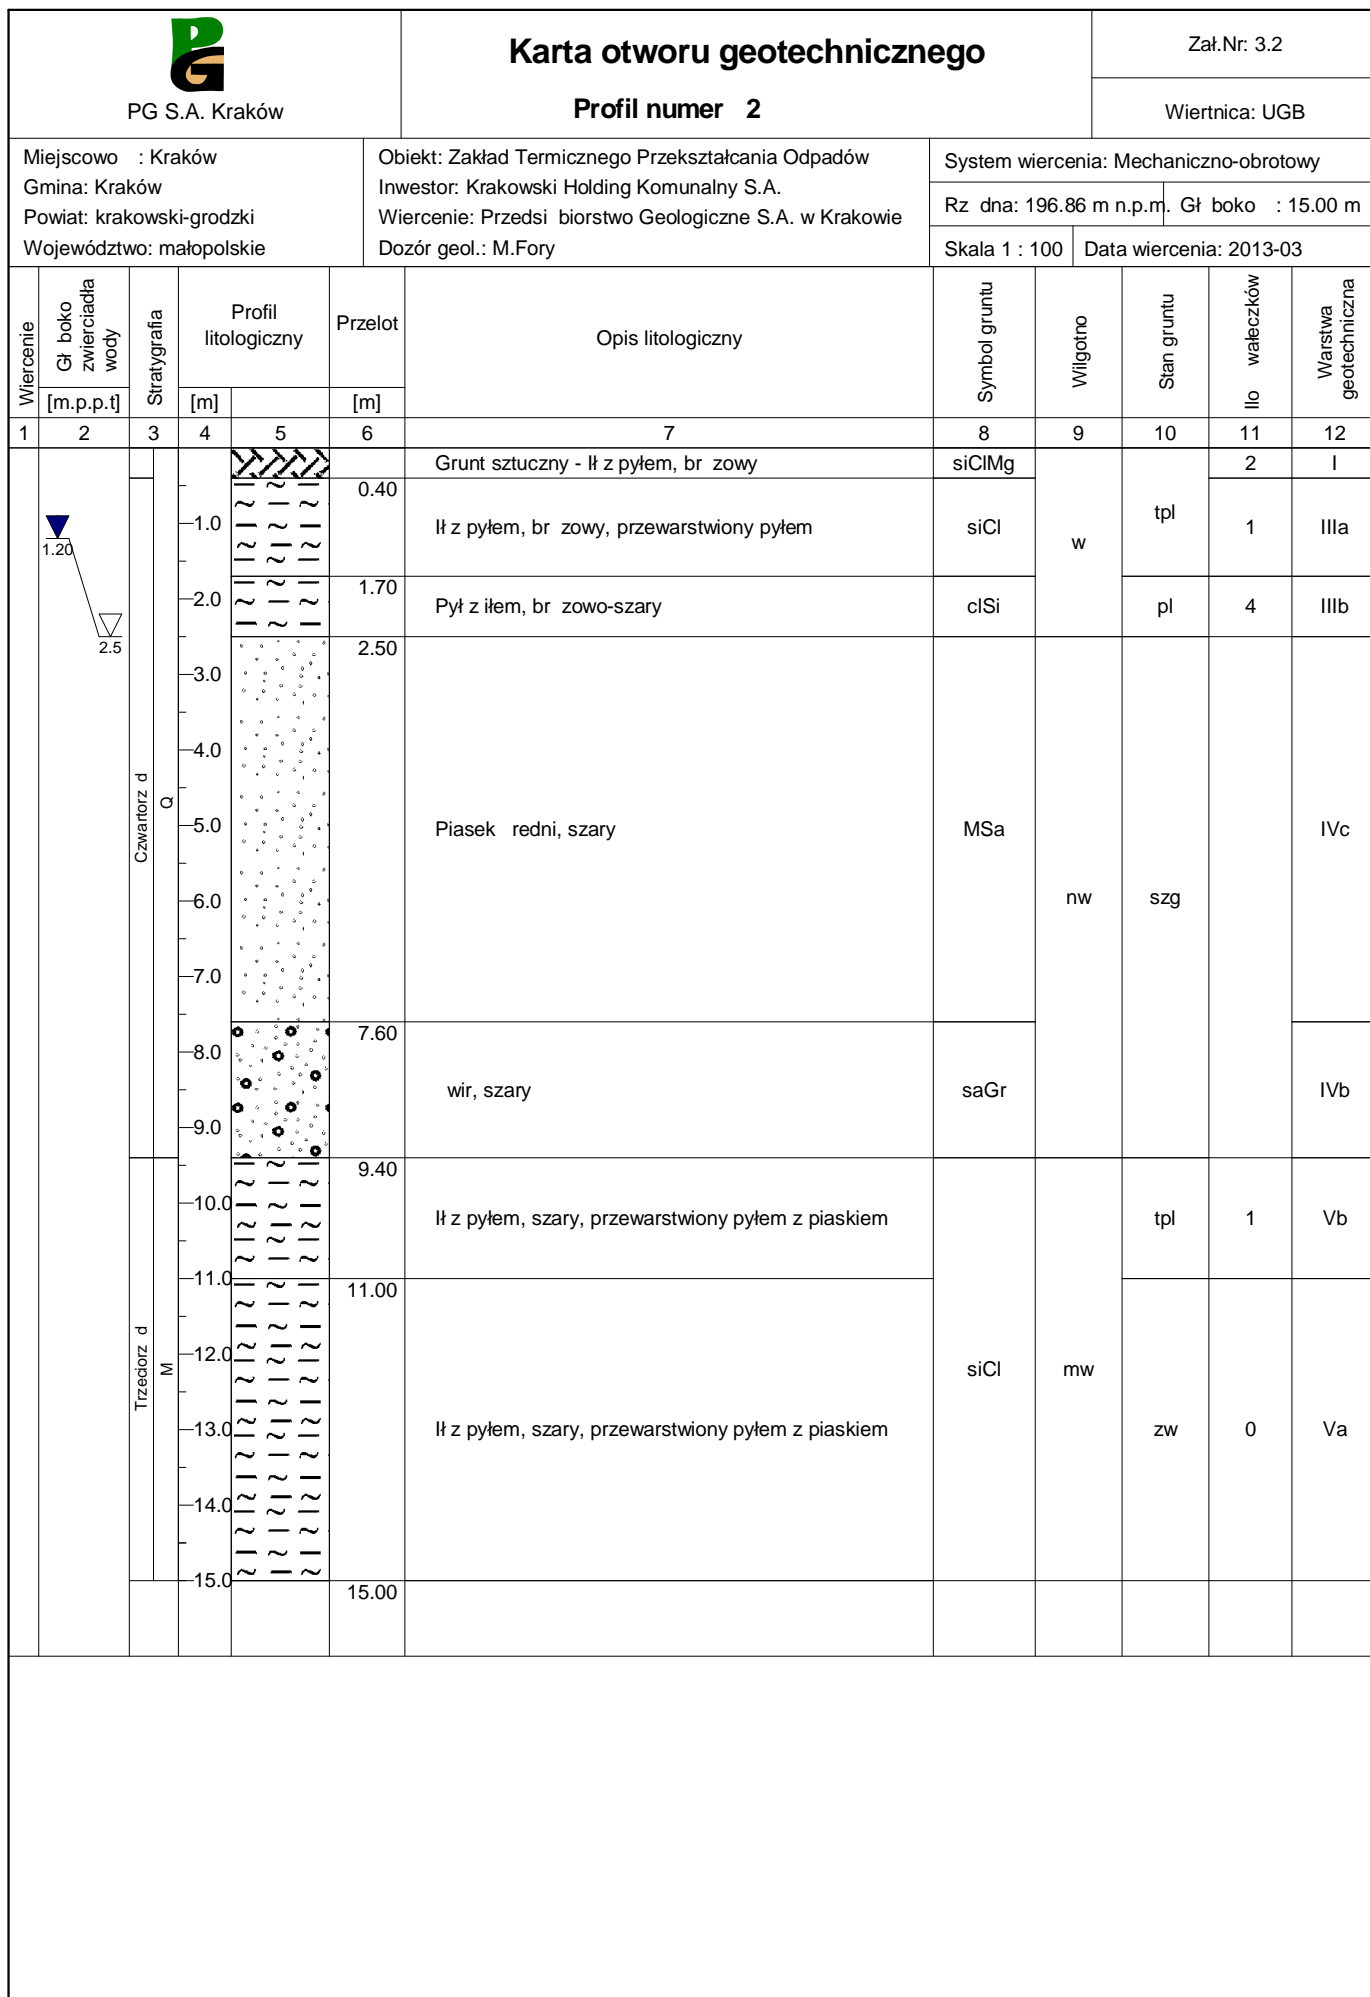 PG S.A. Kraków
Karta otworu geotechnicznego
Profil numer 2
Zał.Nr: 3.2
Wiertnica: UGB
Miejscowo : Kraków
Gmina: Kraków
Powiat: krakowski-grodzki
Województwo: małopolskie
Obiekt: Zakład Termicznego Przekształcania Odpadów
Inwestor: Krakowski Holding Komunalny S.A.
Wiercenie: Przedsi biorstwo Geologiczne S.A. w Krakowie
Dozór geol.: M.Fory
System wiercenia: Mechaniczno-obrotowy
Rz dna: 196.86 m n.p.m. Gł boko : 15.00 m
Skala 1 : 100 Data wiercenia: 2013-03
Wiercenie
Gł boko
zwierciadła
wody
[m.p.p.t]
Stratygrafia
Profil
litologiczny
[m]
Przelot
[m]
Opis litologiczny
Symbol gruntu
Wilgotno
Stan gruntu
Ilo wałeczków
Warstwa
geotechniczna
1 2 3 4 5 6 7 8 9 10 11 12
Grunt sztuczny - Ił z pyłem, br zowy siClMg 2 I
0.40
Ił z pyłem, br zowy, przewarstwiony pyłem siCl w tpl 1 IIIa
1.0
1.20
1.70
2.0
Pył z iłem, br zowo-szary clSi pl 4 IIIb
2.5
2.50
3.0
4.0
Czwartorz d
Q
5.0
Piasek redni, szary MSa IVc
6.0
nw szg
7.0
7.60
8.0
wir, szary saGr IVb
9.0
9.40
10.0
Ił z pyłem, szary, przewarstwiony pyłem z piaskiem tpl 1 Vb
11.0
11.00
12.0
Trzeciorz d
M
siCl mw
13.0
Ił z pyłem, szary, przewarstwiony pyłem z piaskiem zw 0 Va
14.0
15.0
15.00